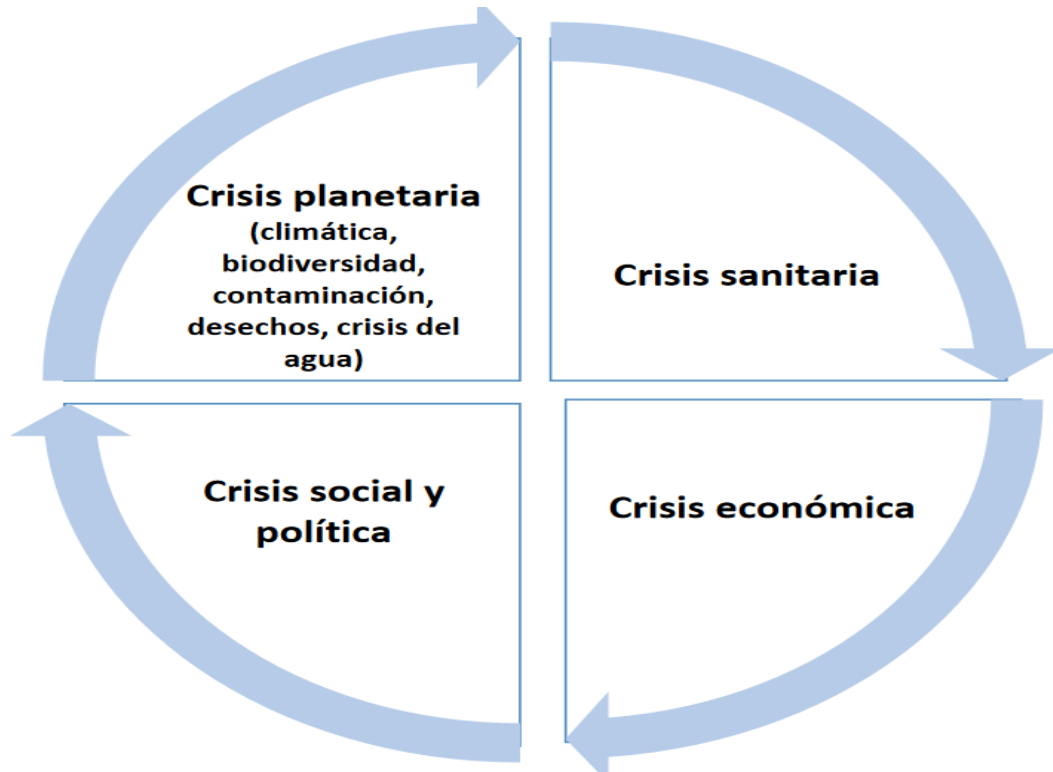 Crisis planetaria
(climática,
biodiversidad,
contaminación,
desechos, crisis del
agua)
Crisis sanitaria
Crisis social y
política
Crisis económica